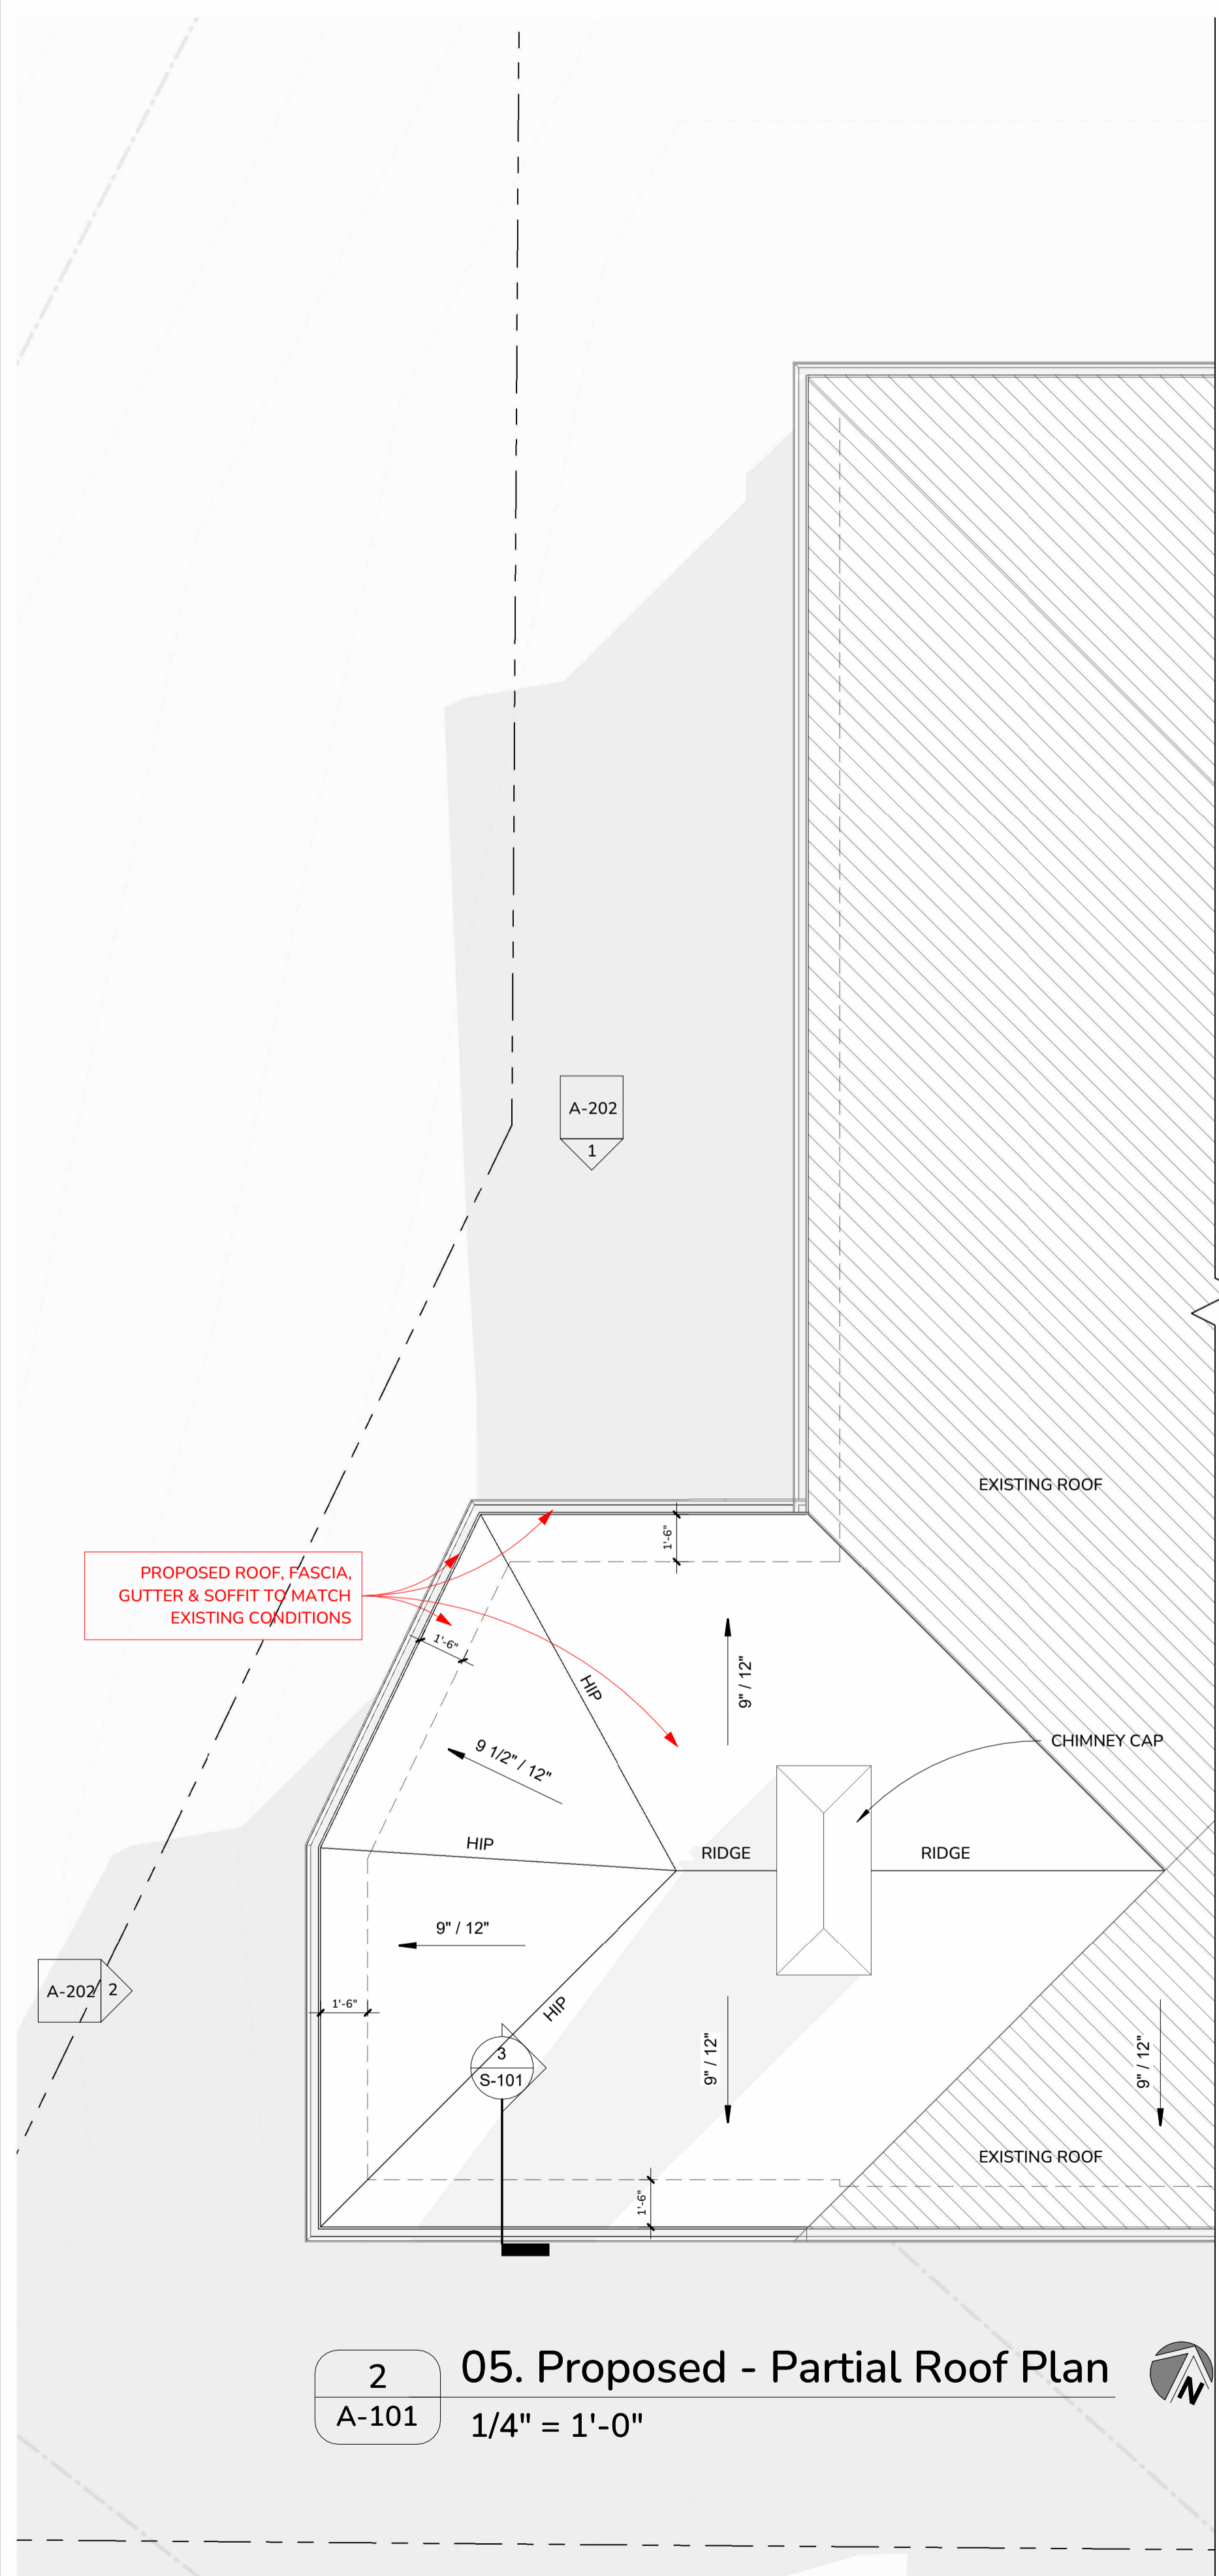 A-202
1
EXISTING ROOF
1'-6"
PROPOSED ROOF, FASCIA,
GUTTER & SOFFIT TO MATCH
EXISTING CONDITIONS
1'-6"
HIP
9" / 12"
9 1/2" / 12"
CHIMNEY CAP
HIP
RIDGE
RIDGE
9" / 12"
A-202
2
1'-6"
HIP
3
S-101
9" / 12"
9" / 12"
EXISTING ROOF
1'-6"
2
A-101
05. Proposed - Partial Roof Plan
1/4" = 1'-0"
N